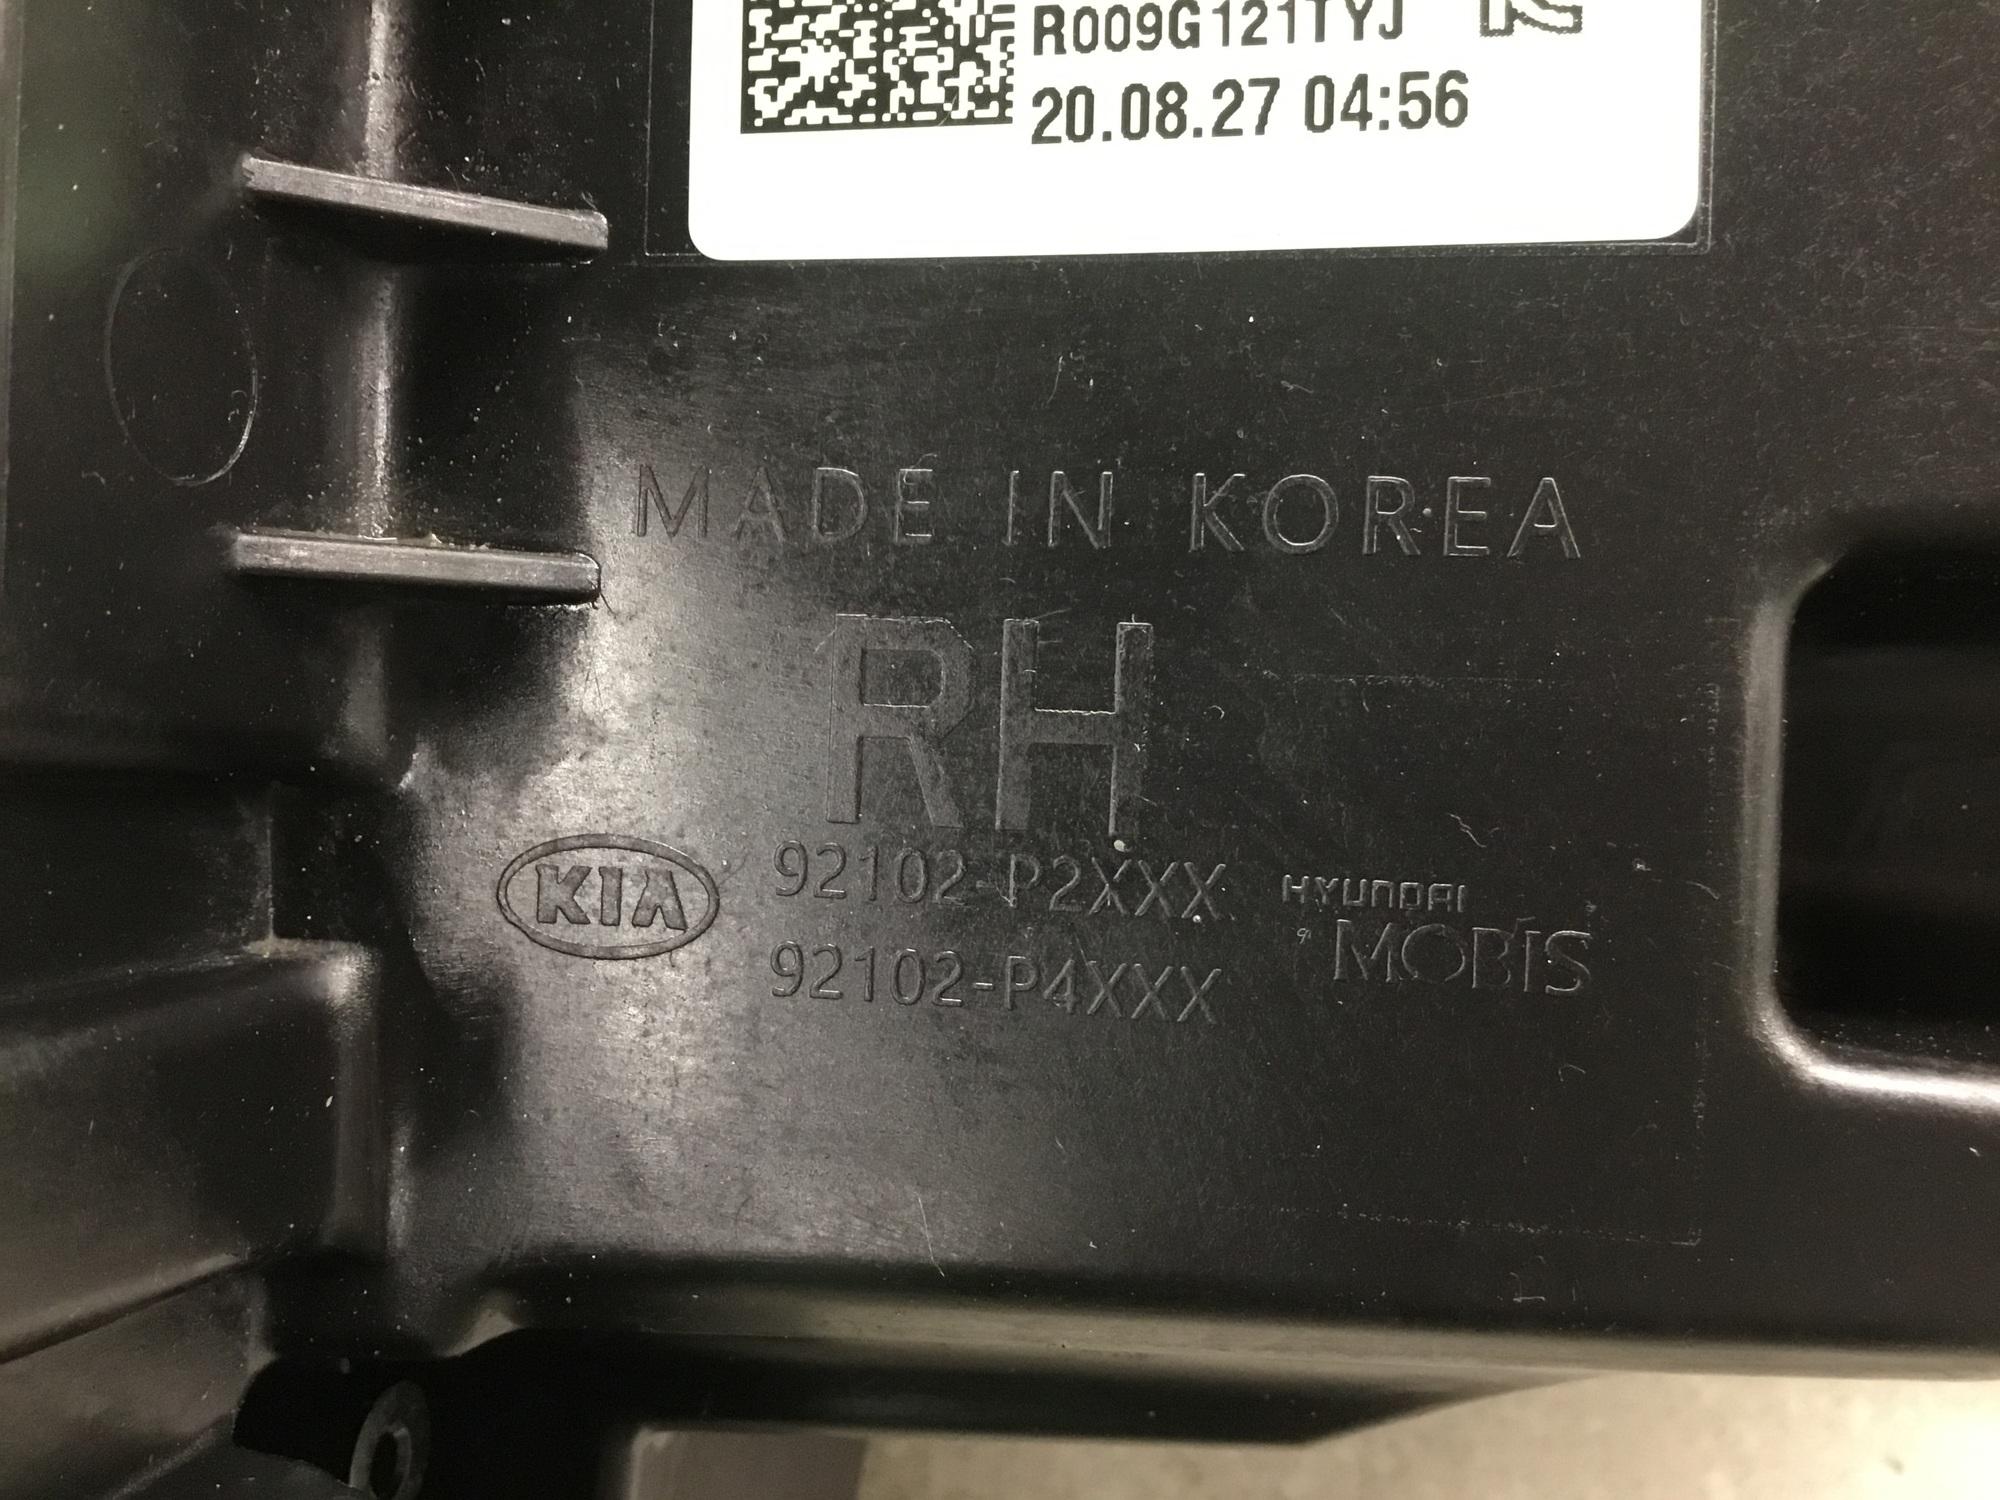 R009G121TYJ
20.08.27 04:56
MADE IN KOREA
RH
KIA
92102-P2XXX
92102-P4XXX
HYUNDAI
MOBIS